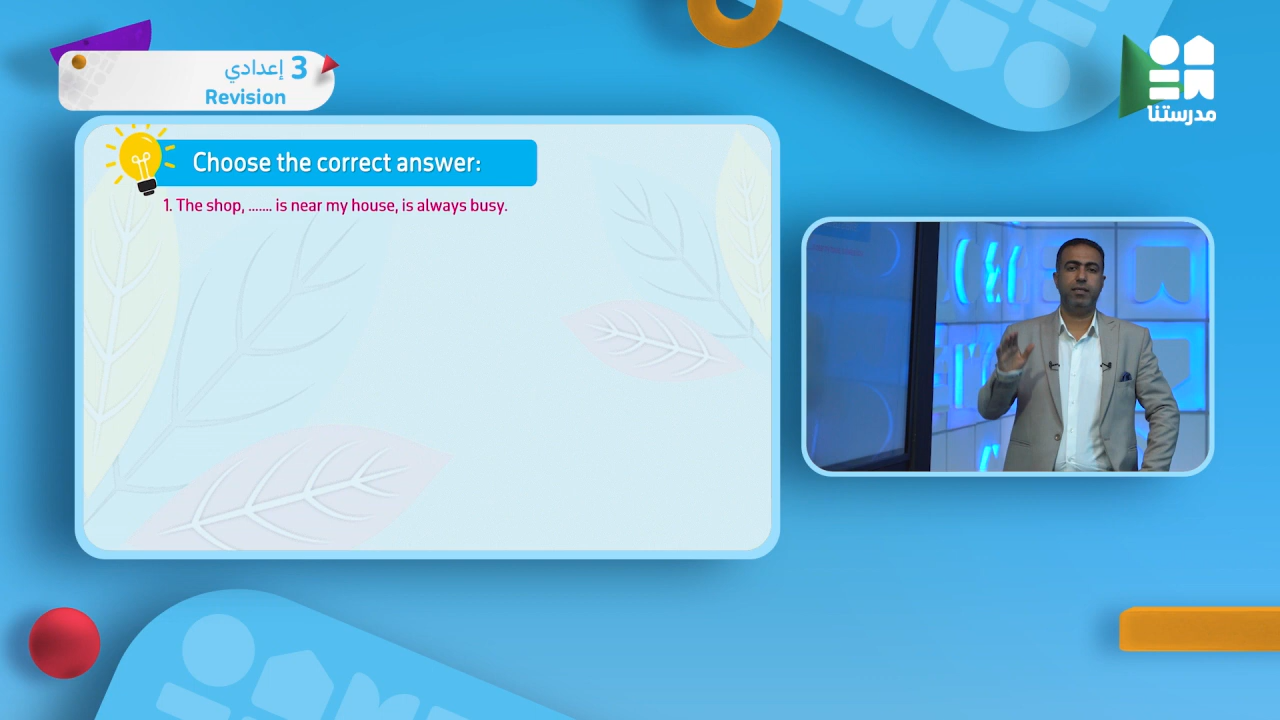 3 إعدادي
Revision
مدرستنا
Choose the correct answer:
1. The shop, ....... is near my house, is always busy.